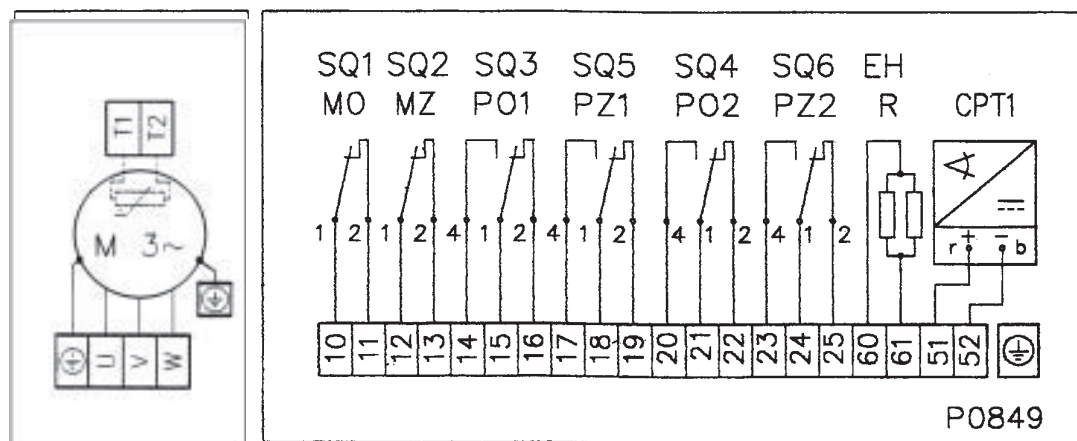 T1 T2
M 3~
U V W
SQ1 SQ2 SQ3 SQ5 SQ4 SQ6 EH
MO MZ PO1 PZ1 PO2 PZ2 R CPT1
1 2 1 2 4 1 2 4 1 2 4 1 2 4 1 2 r + − b
10 11 12 13 14 15 16 17 18 19 20 21 22 23 24 25 60 61 51 52
P0849